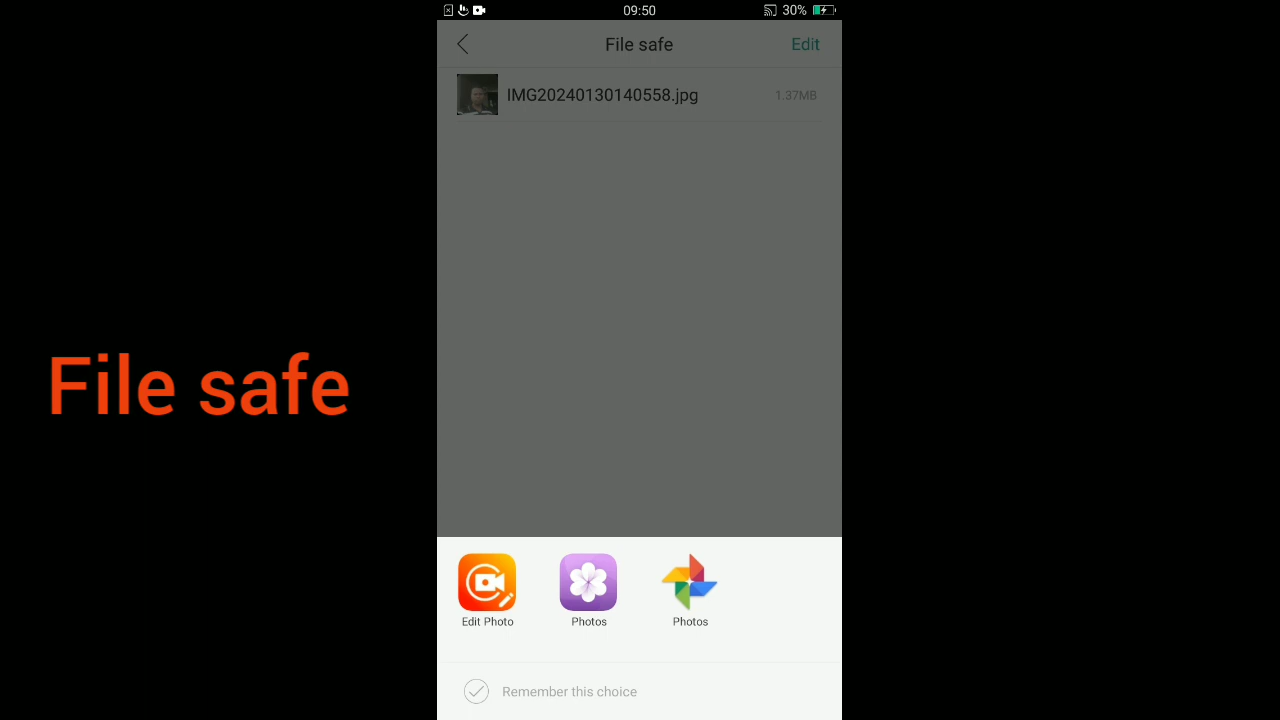 09:50
30%
File safe
Edit
IMG20240130140558.jpg
1.37MB
File safe
Edit Photo
Photos
Photos
Remember this choice